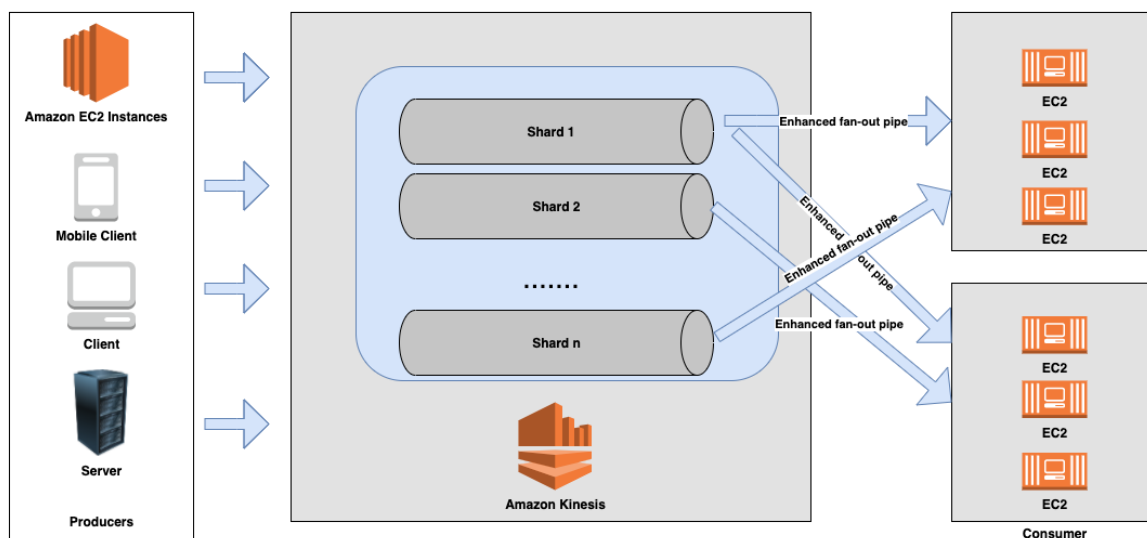 Amazon EC2 Instances
Mobile Client
Client
Server
Producers
Shard 1
Shard 2
.......
Shard n
Amazon Kinesis
Enhanced fan-out pipe
Enhanced fan-out pipe
Enhanced fan-out pipe
Enhanced out pipe
EC2
EC2
EC2
EC2
EC2
EC2
Consumer